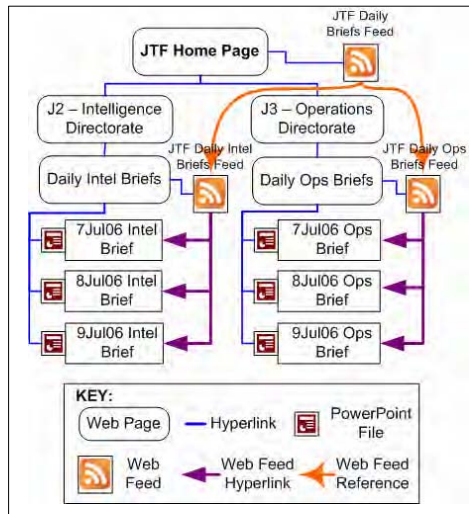 JTF Daily
Briefs Feed
JTF Home Page
J2 – Intelligence
Directorate
J3 – Operations
Directorate
JTF Daily Intel
Briefs Feed
JTF Daily Ops
Briefs Feed
Daily Intel Briefs
Daily Ops Briefs
7Jul06 Intel
Brief
7Jul06 Ops
Brief
8Jul06 Intel
Brief
8Jul06 Ops
Brief
9Jul06 Intel
Brief
9Jul06 Ops
Brief
KEY:
Web Page
Hyperlink
PowerPoint
File
Web
Feed
Web Feed
Hyperlink
Web Feed
Reference